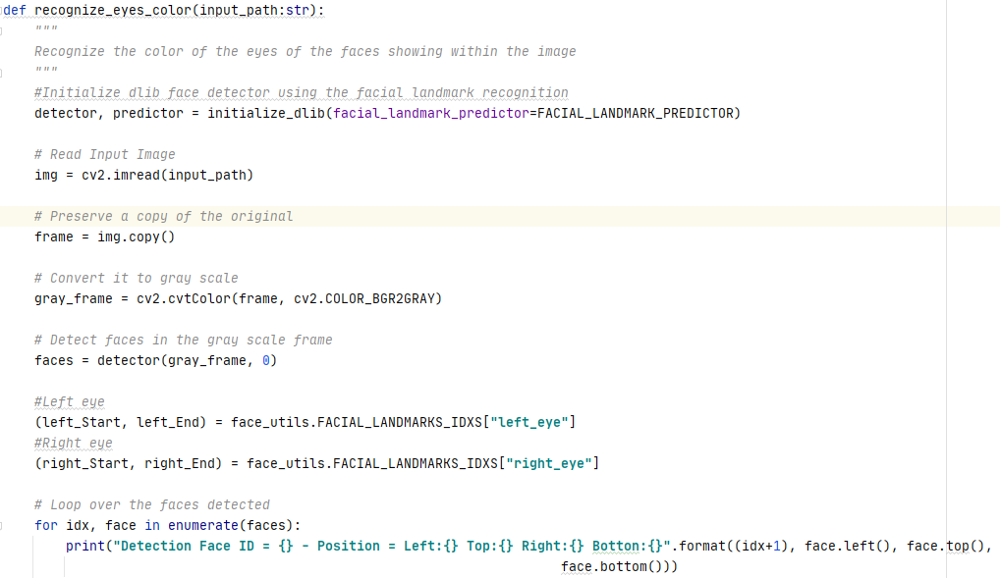 def recognize_eyes_color(input_path:str):
    """
    Recognize the color of the eyes of the faces showing within the image
    """
    #Initialize dlib face detector using the facial landmark recognition
    detector, predictor = initialize_dlib(facial_landmark_predictor=FACIAL_LANDMARK_PREDICTOR)

    # Read Input Image
    img = cv2.imread(input_path)

    # Preserve a copy of the original
    frame = img.copy()

    # Convert it to gray scale
    gray_frame = cv2.cvtColor(frame, cv2.COLOR_BGR2GRAY)

    # Detect faces in the gray scale frame
    faces = detector(gray_frame, 0)

    #Left eye
    (left_Start, left_End) = face_utils.FACIAL_LANDMARKS_IDXS["left_eye"]
    #Right eye
    (right_Start, right_End) = face_utils.FACIAL_LANDMARKS_IDXS["right_eye"]

    # Loop over the faces detected
    for idx, face in enumerate(faces):
        print("Detection Face ID = {} - Position = Left:{} Top:{} Right:{} Botton:{}".format((idx+1), face.left(), face.top(),
                                                                       face.bottom()))